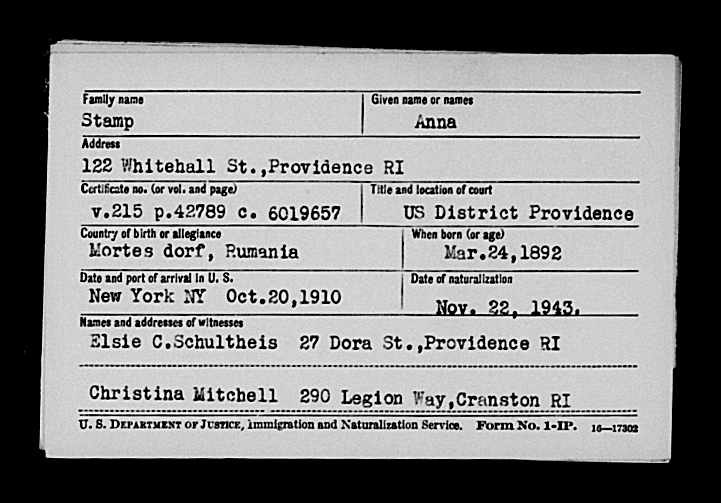 Family name Given name or names
Stamp Anna
Address
122 Whitehall St.,Providence RI
Certificate no. (or vol. and page) Title and location of court
v.215 p.42789 c. 6019657 US District Providence
Country of birth or allegiance When born (or age)
Mortes dorf, Rumania Mar.24,1892
Date and port of arrival in U. S. Date of naturalization
New York NY Oct.20,1910 Nov. 22, 1943.
Names and addresses of witnesses
Elsie C.Schultheis 27 Dora St.,Providence RI
Christina Mitchell 290 Legion Way,Cranston RI
U. S. DEPARTMENT OF JUSTICE, Immigration and Naturalization Service. Form No. 1-IP. 16—17302